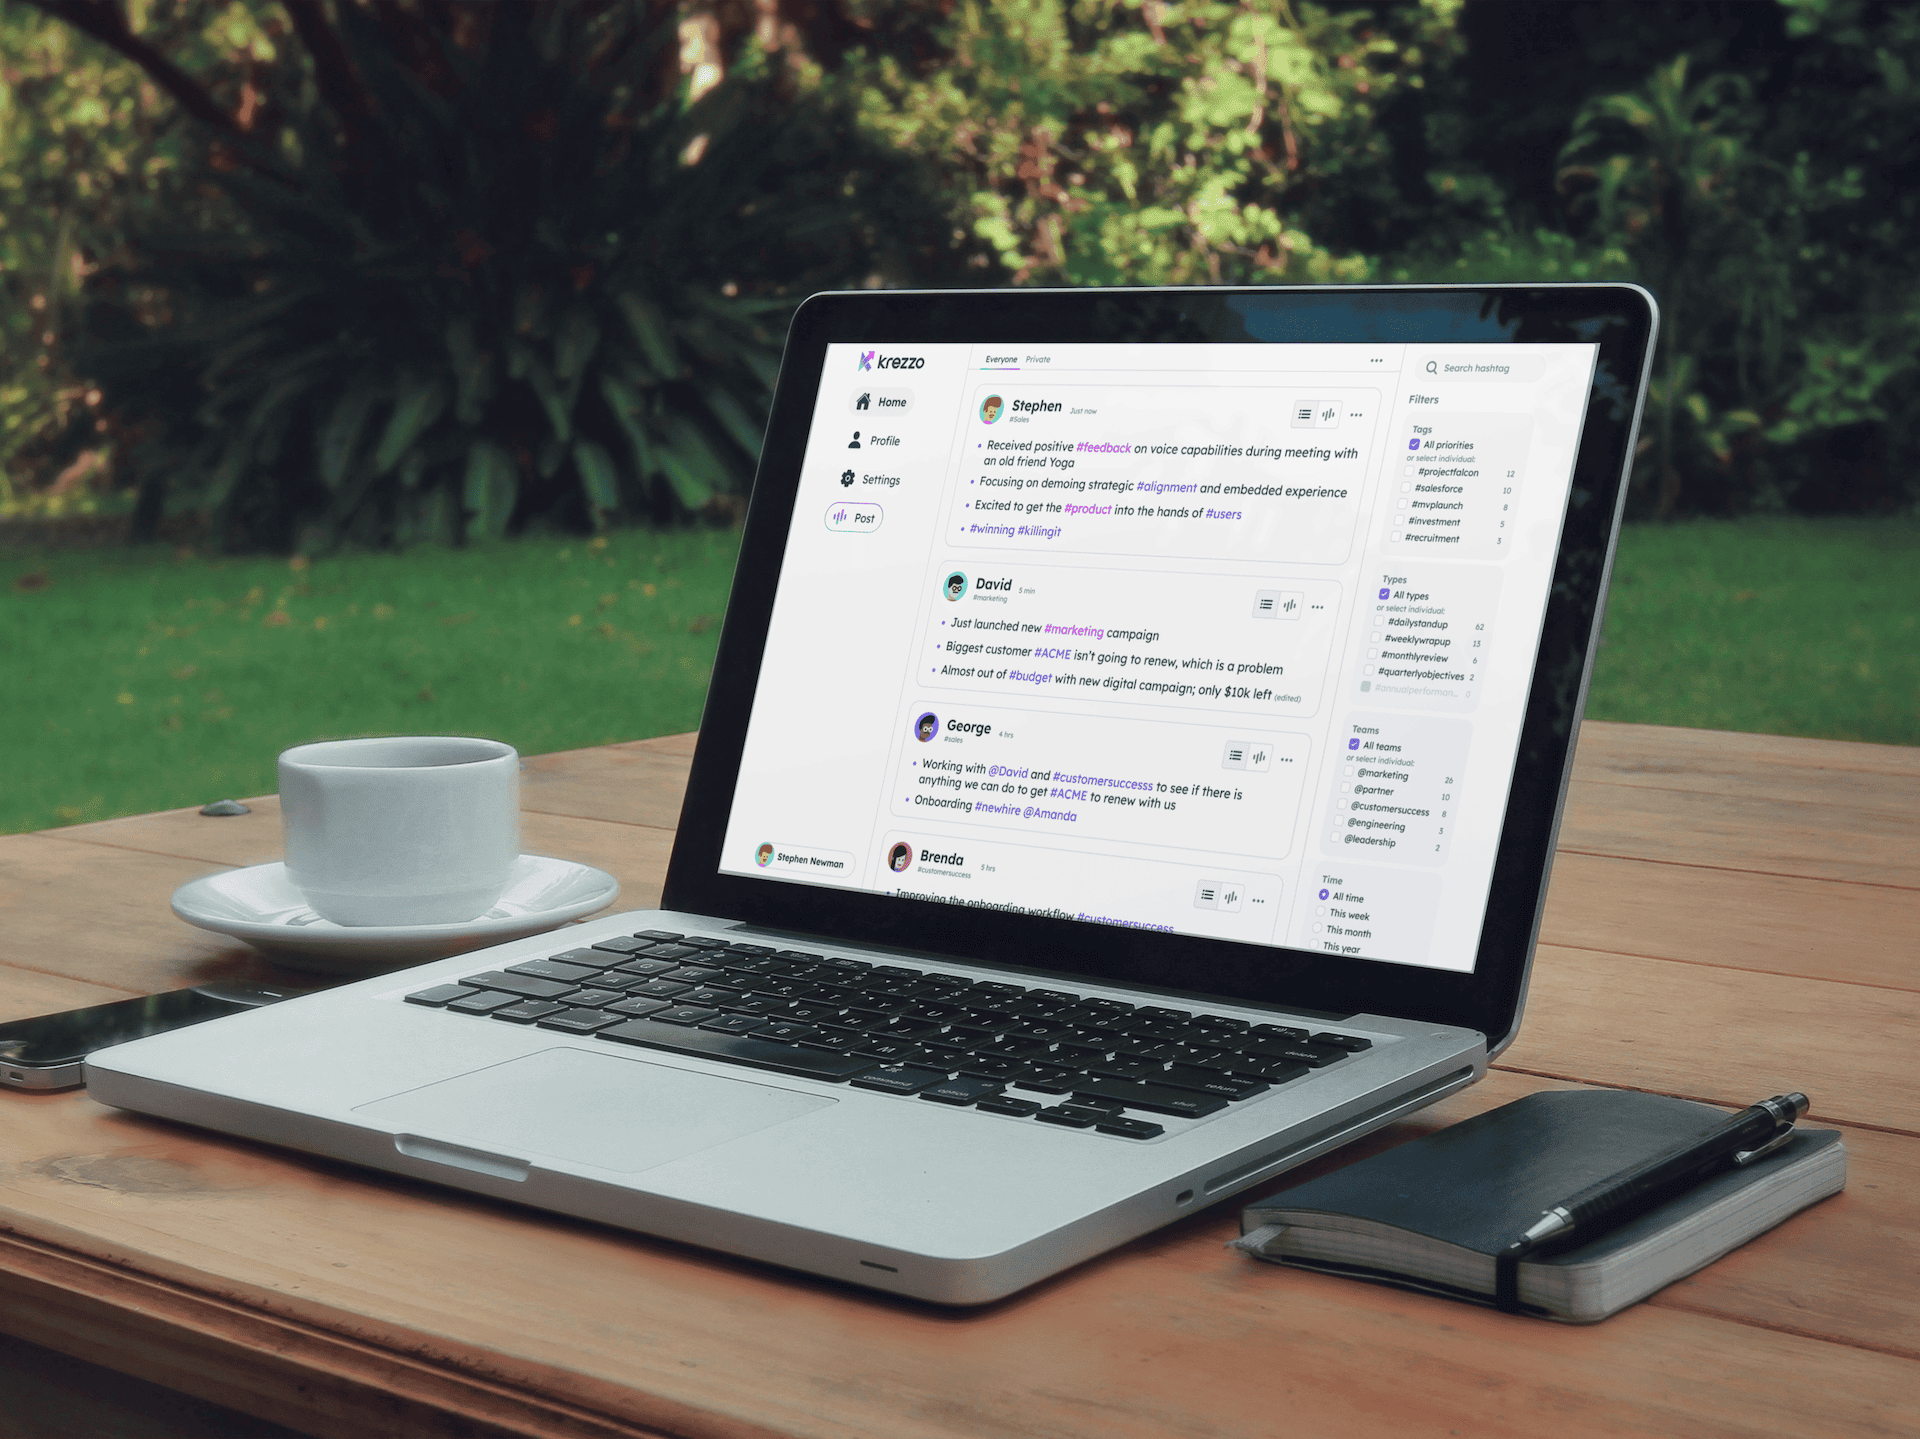 krezzo
Home
Profile
Settings
Post
Stephen Newman
Everyone Private
Stephen Just now
#Sales
Received positive #feedback on voice capabilities during meeting with
an old friend Yoga
Focusing on demoing strategic #alignment and embedded experience
Excited to get the #product into the hands of #users
#winning #killingit
David 5 min
#marketing
Just launched new #marketing campaign
Biggest customer #ACME isn't going to renew, which is a problem
Almost out of #budget with new digital campaign; only $10k left (edited)
George 4 hrs
#sales
Working with @David and #customersuccesss to see if there is
anything we can do to get #ACME to renew with us
Onboarding #newhire @Amanda
Brenda 5 hrs
#customersuccess
Improving the onboarding workflow #customersuccess
Search hashtag
Filters
Tags
All priorities
or select individual:
#projectfalcon 12
#salesforce 10
#mvplaunch 8
#investment 5
#recruitment 3
Types
All types
or select individual:
#dailystandup 62
#weeklywrapup 13
#monthlyreview 6
#quarterlyobjectives 2
#annualperforman... 0
Teams
All teams
or select individual:
@marketing 26
@partner 10
@customersuccess 8
@engineering 3
@leadership 2
Time
All time
This week
This month
This year
delete
return
shift
command option